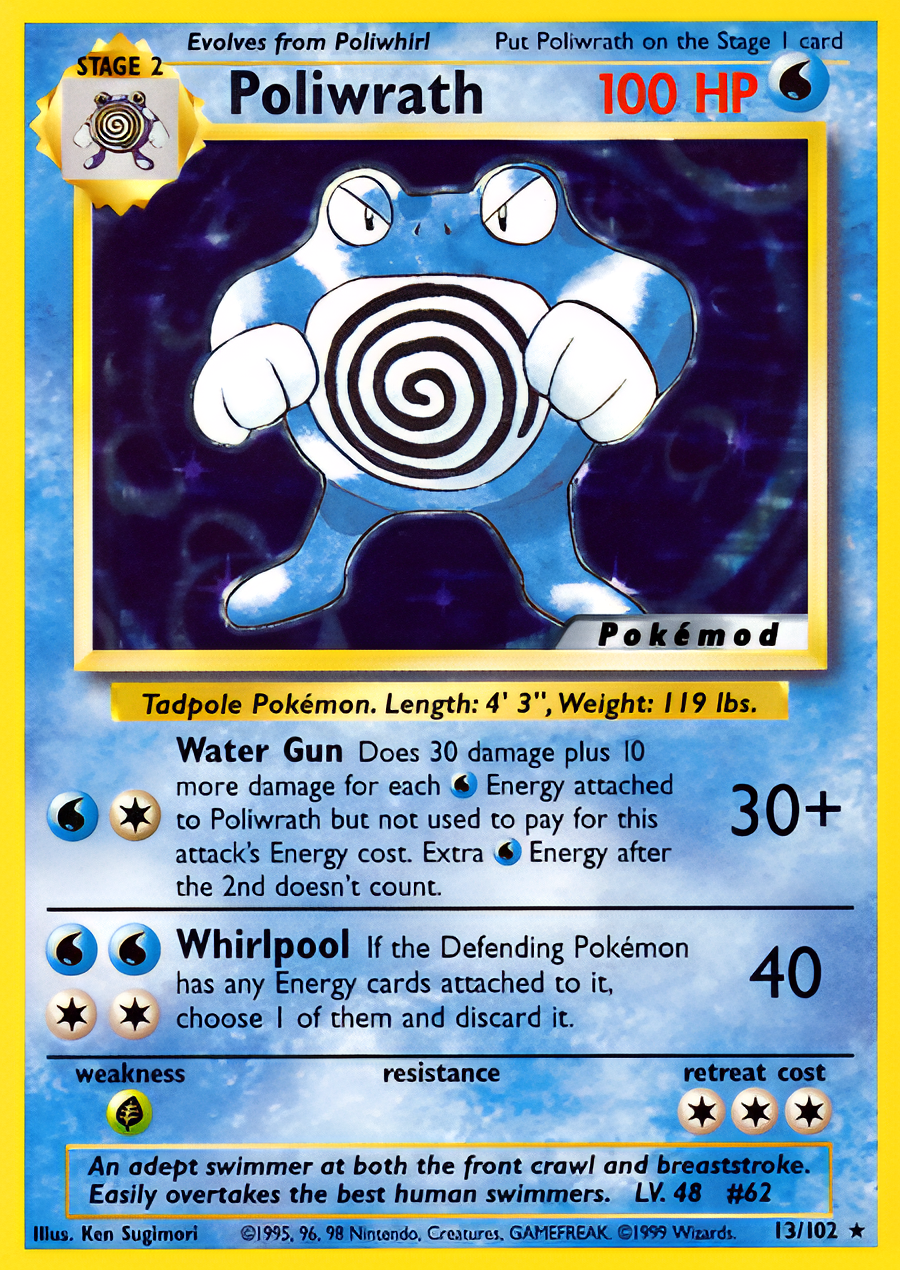 Evolves from Poliwhirl Put Poliwrath on the Stage 1 card
STAGE 2
Poliwrath 100 HP
Pokémod
Tadpole Pokémon. Length: 4' 3", Weight: 119 lbs.
Water Gun Does 30 damage plus 10
more damage for each Energy attached
to Poliwrath but not used to pay for this
attack's Energy cost. Extra Energy after
the 2nd doesn't count.
30+
Whirlpool If the Defending Pokémon
has any Energy cards attached to it,
choose 1 of them and discard it.
40
weakness resistance retreat cost
An adept swimmer at both the front crawl and breaststroke.
Easily overtakes the best human swimmers. LV. 48 #62
Illus. Ken Sugimori ©1995, 96, 98 Nintendo, Creatures, GAMEFREAK. ©1999 Wizards. 13/102 ★